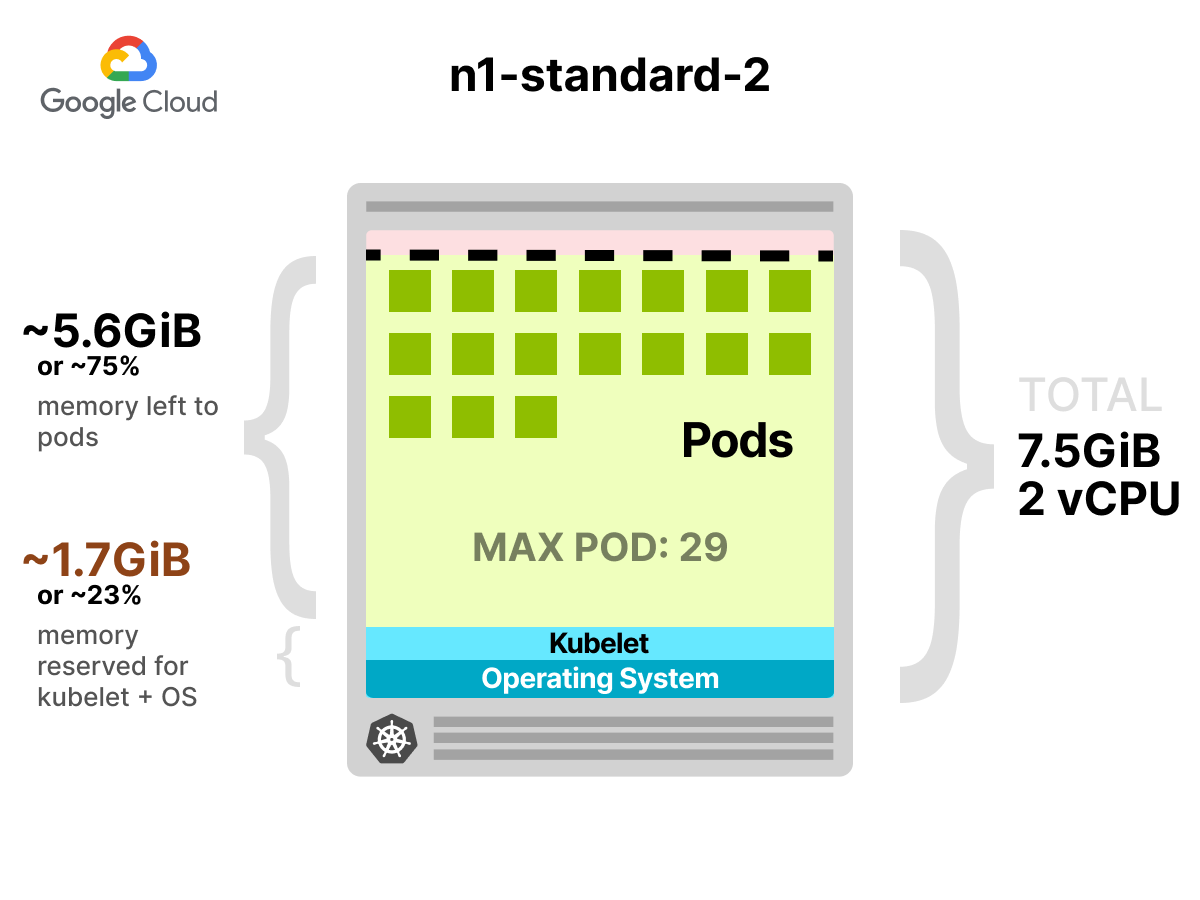 Google Cloud
n1-standard-2
~5.6GiB
or ~75%
memory left to
pods
~1.7GiB
or ~23%
memory
reserved for
kubelet + OS
Pods
MAX POD: 29
Kubelet
Operating System
TOTAL
7.5GiB
2 vCPU